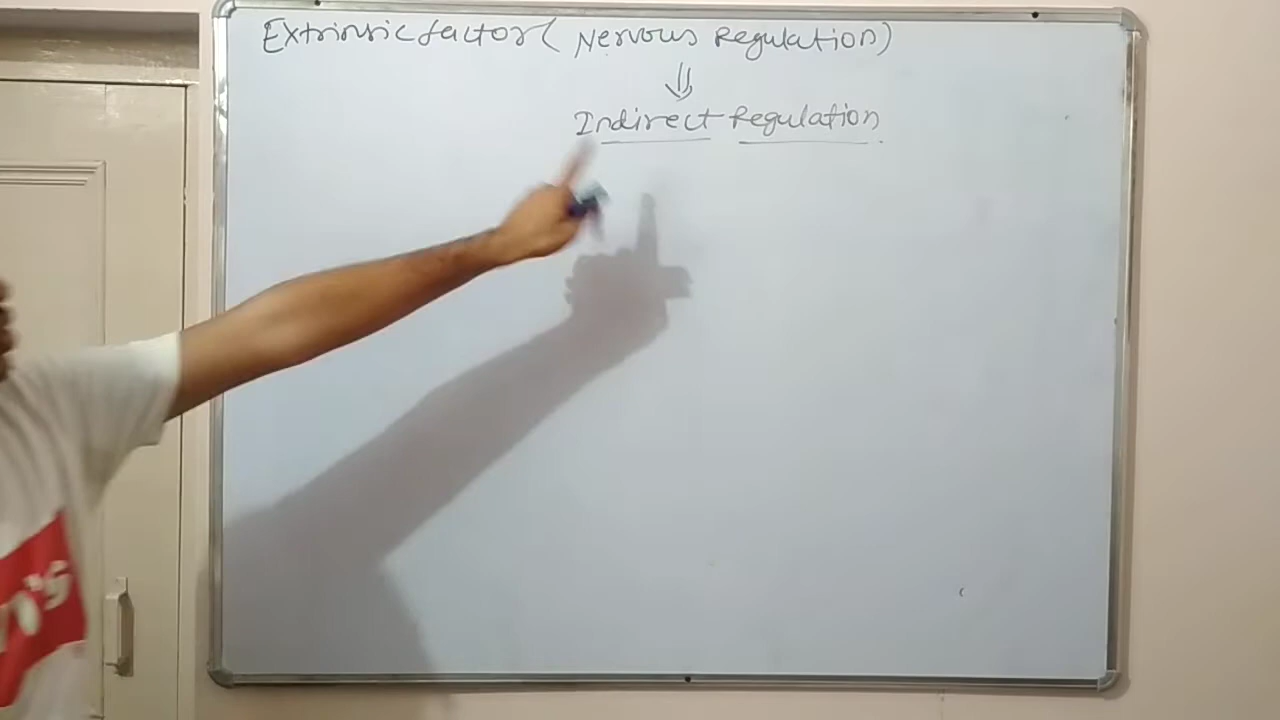 Extrinsic factor ( Nervous Regulation)
⇓
Indirect Regulation